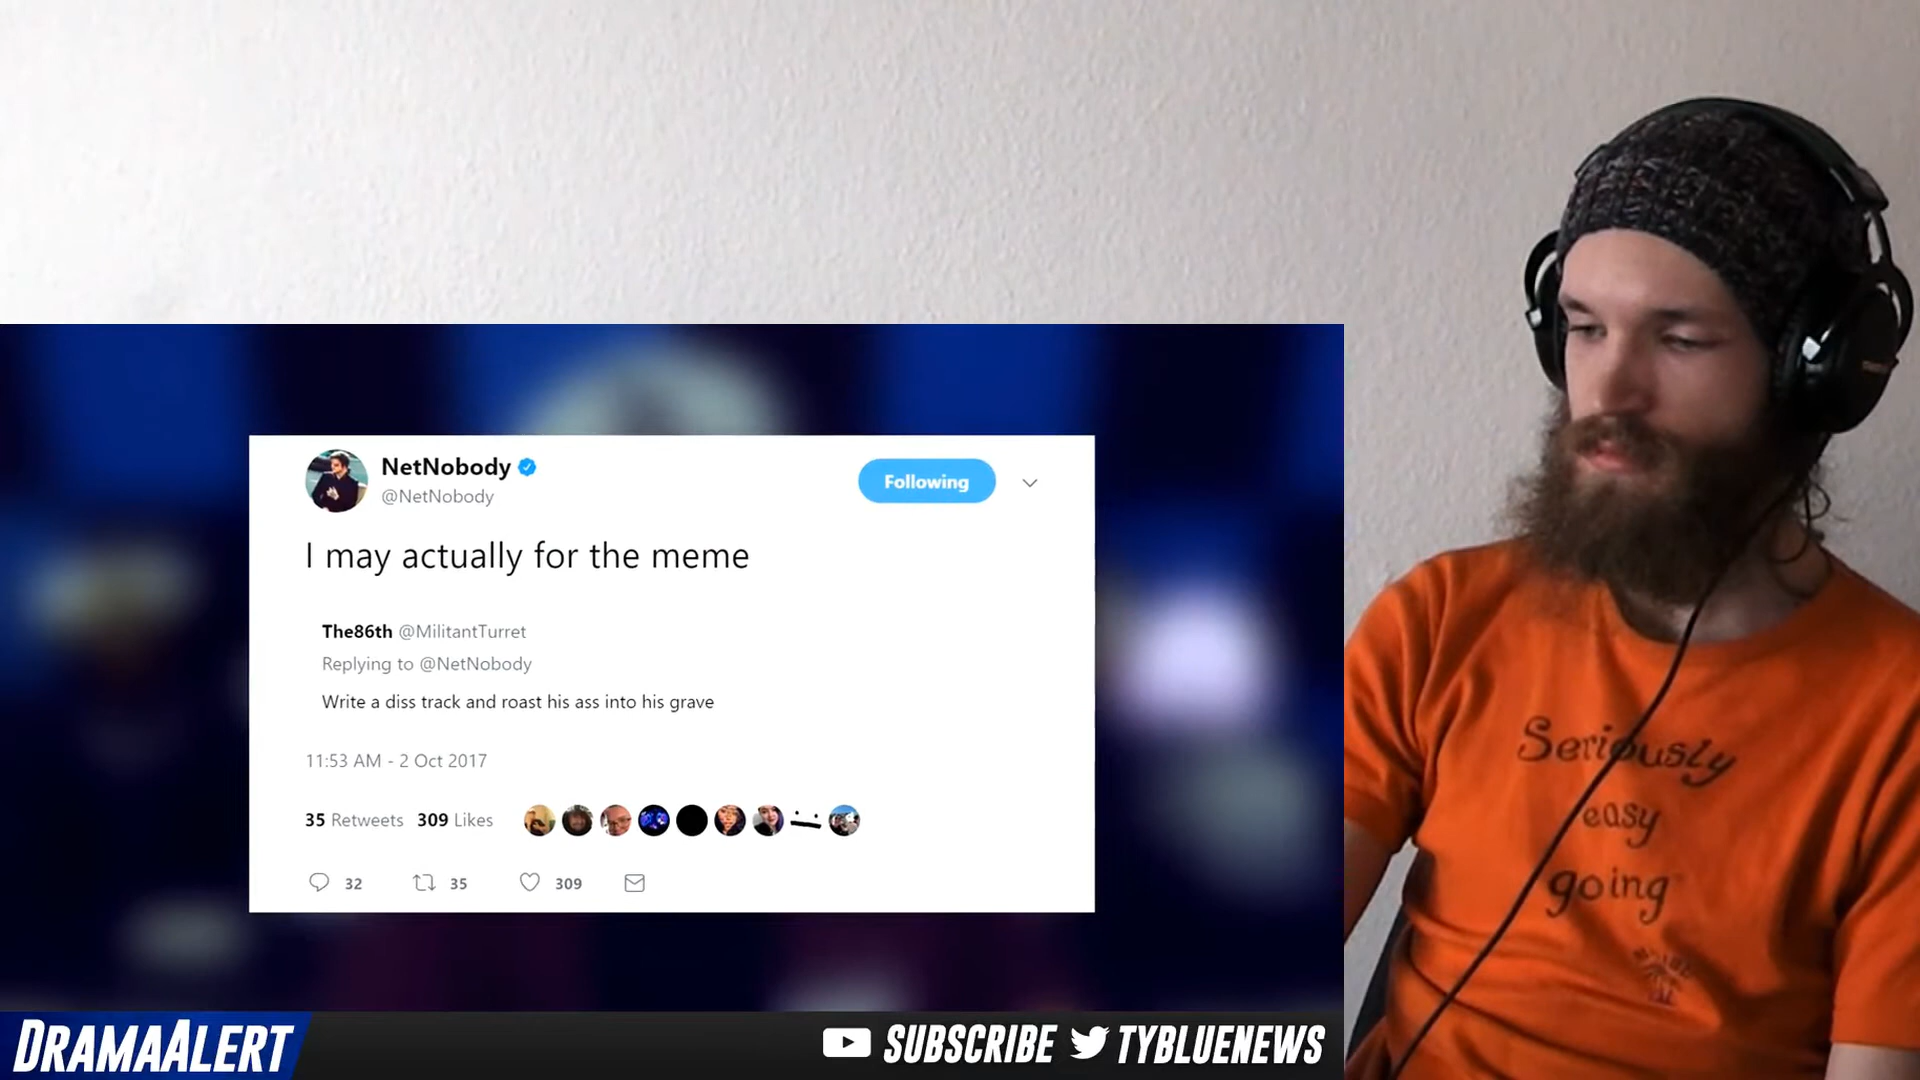 NetNobody
@NetNobody
Following
I may actually for the meme
The86th @MilitantTurret
Replying to @NetNobody
Write a diss track and roast his ass into his grave
11:53 AM - 2 Oct 2017
35 Retweets 309 Likes
32 35 309
Seriously
easy
going
DRAMAALERT
SUBSCRIBE TYBLUENEWS